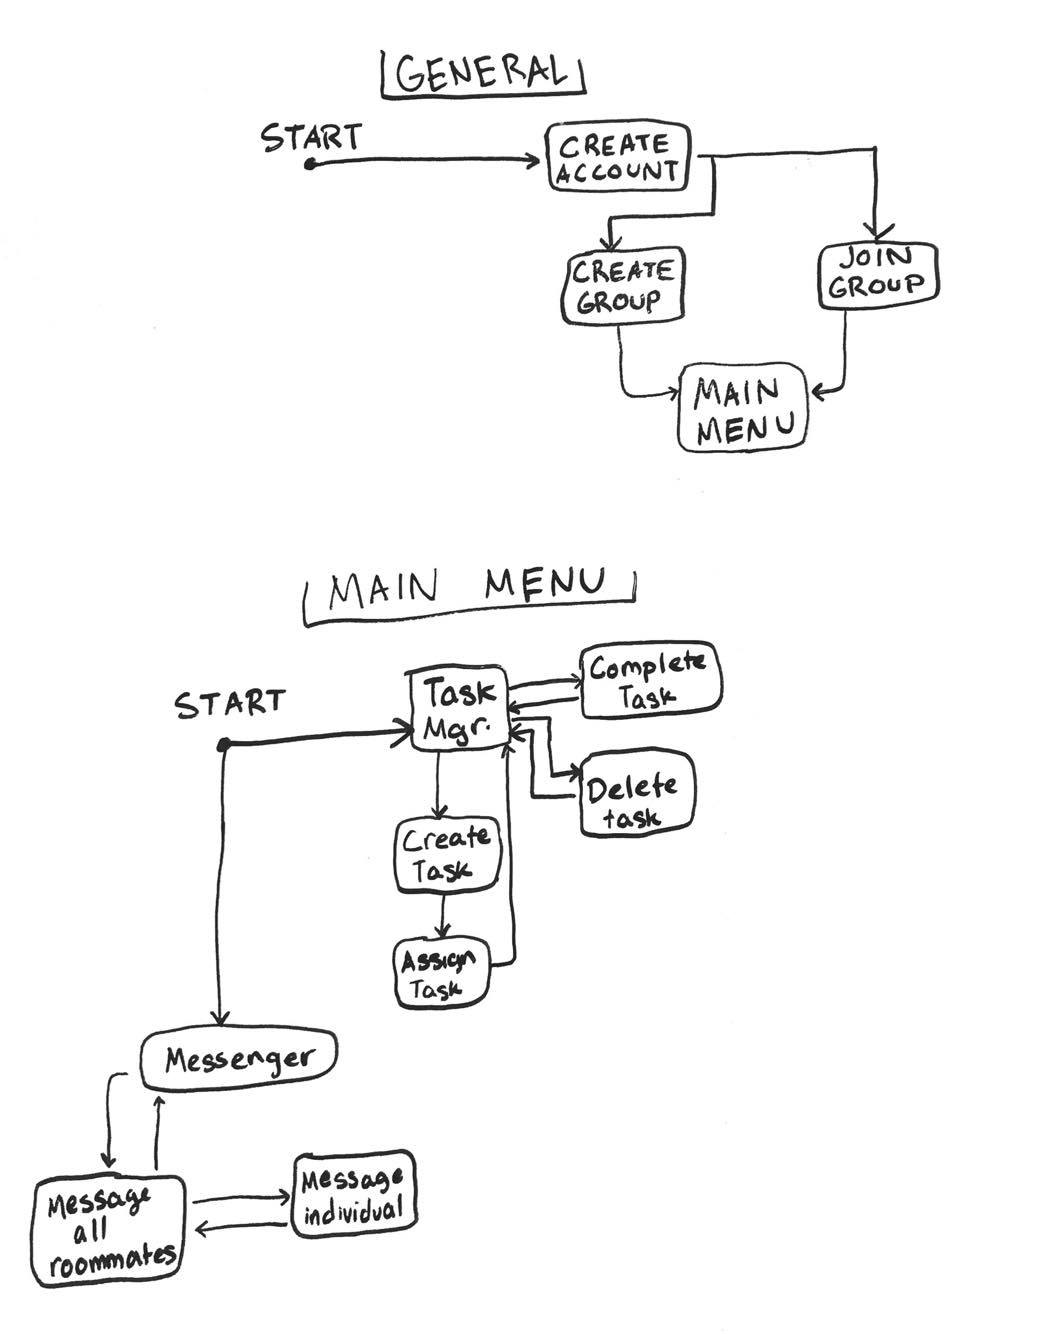 GENERAL
START
CREATE
ACCOUNT
CREATE
GROUP
JOIN
GROUP
MAIN
MENU
MAIN MENU
START
Task
Mgr.
Complete
Task
Delete
task
Create
Task
Assign
Task
Messenger
Message
all
roommates
Message
individual